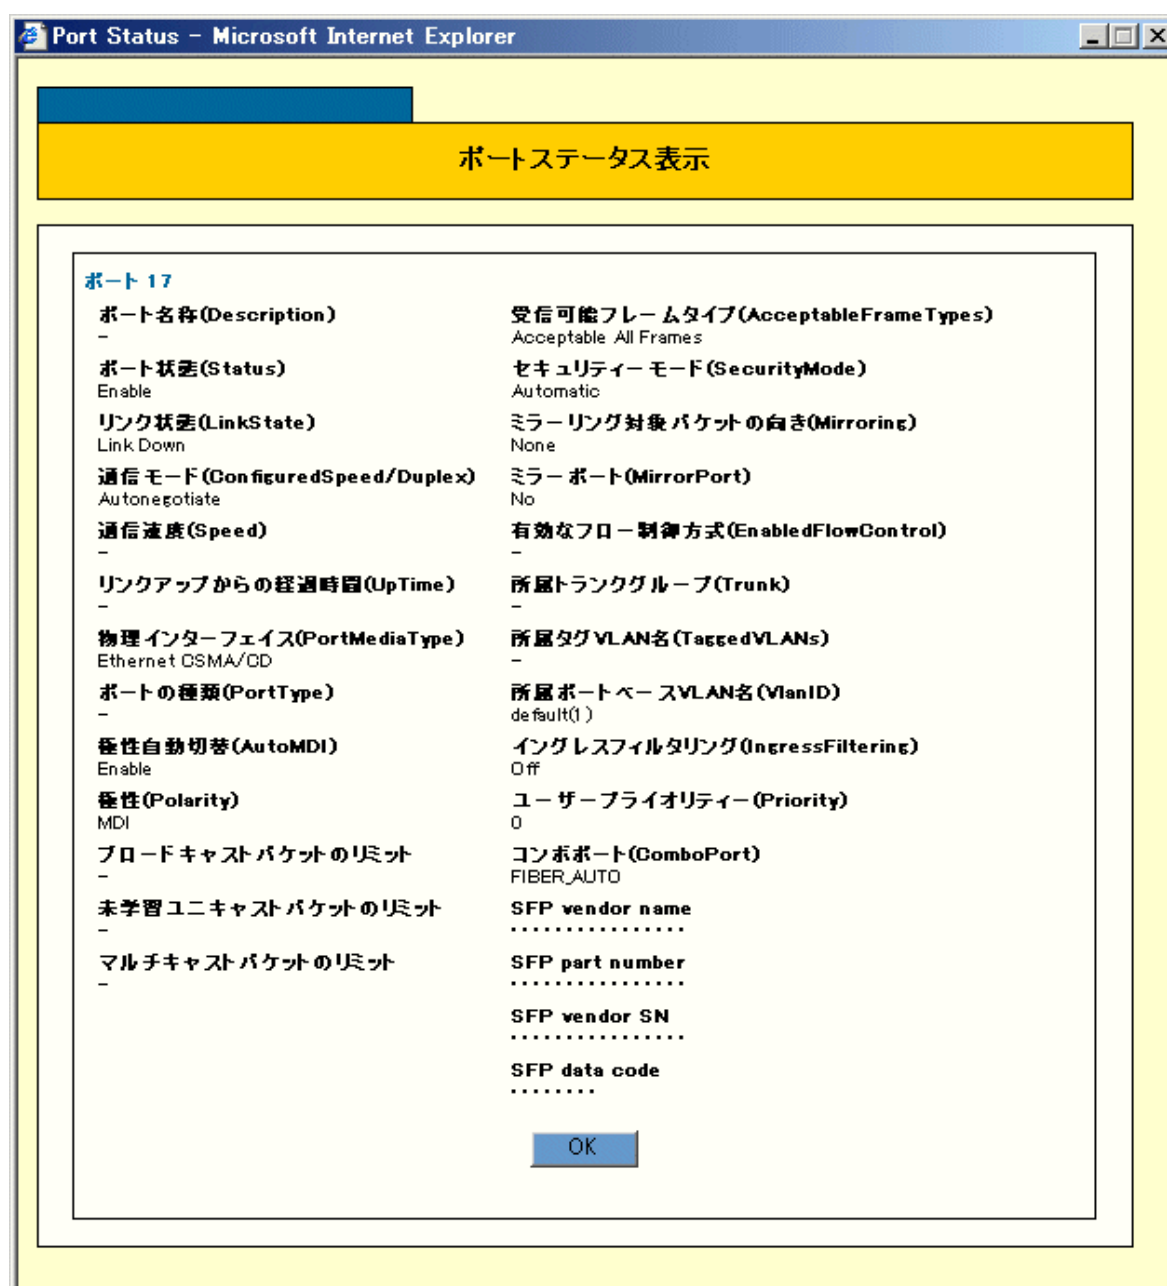 Port Status - Microsoft Internet Explorer
ポートステータス表示
ポート 17
ポート名称(Description)
-
ポート状態(Status)
Enable
リンク状態(LinkState)
Link Down
通信モード(ConfiguredSpeed/Duplex)
Autonegotiate
通信速度(Speed)
-
リンクアップからの経過時間(UpTime)
-
物理インターフェイス(PortMediaType)
Ethernet CSMA/CD
ポートの種類(PortType)
-
極性自動切替(AutoMDI)
Enable
極性(Polarity)
MDI
ブロードキャストパケットのリミット
-
未学習ユニキャストパケットのリミット
-
マルチキャストパケットのリミット
-
受信可能フレームタイプ(AcceptableFrameTypes)
Acceptable All Frames
セキュリティーモード(SecurityMode)
Automatic
ミラーリング対象パケットの向き(Mirroring)
None
ミラーポート(MirrorPort)
No
有効なフロー制御方式(EnabledFlowControl)
-
所属トランクグループ(Trunk)
-
所属タグVLAN名(TaggedVLANs)
-
所属ポートベースVLAN名(VlanID)
default(1)
イングレスフィルタリング(IngressFiltering)
Off
ユーザープライオリティー(Priority)
0
コンボポート(ComboPort)
FIBER_AUTO
SFP vendor name
················
SFP part number
················
SFP vendor SN
················
SFP data code
········
OK